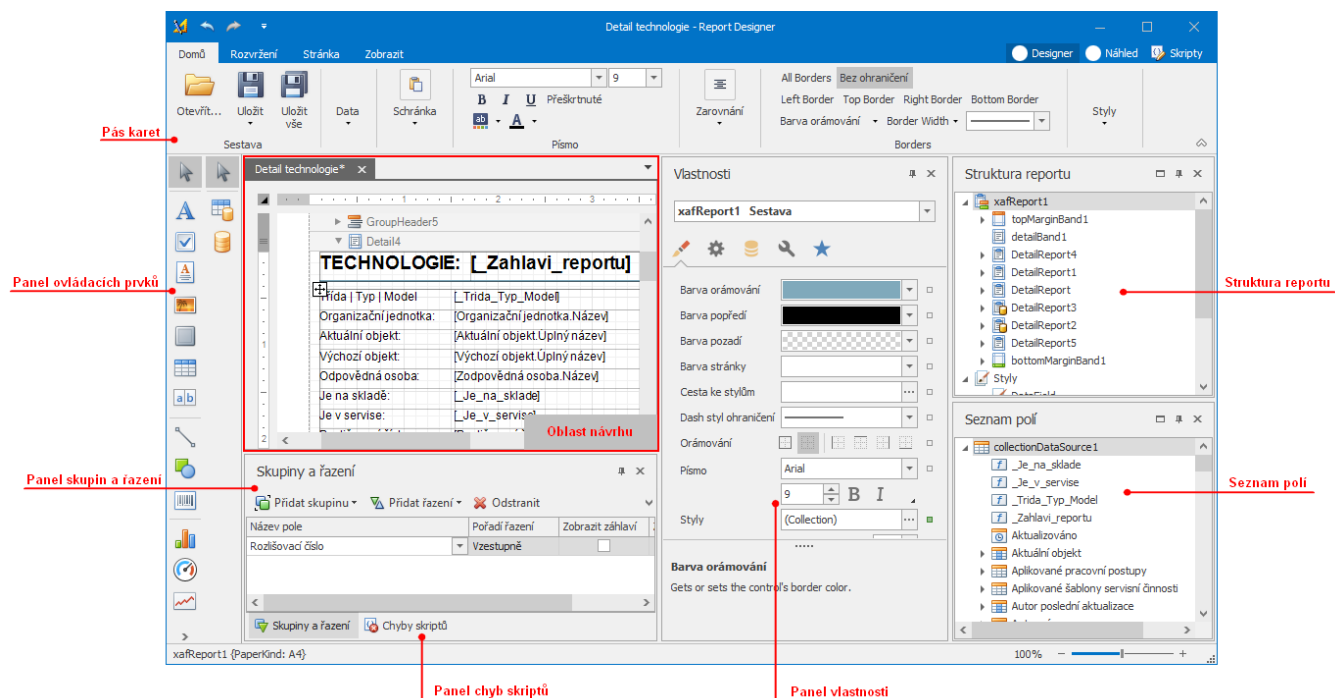 Detail technologie - Report Designer
Domů Rozvržení Stránka Zobrazit
Designer Náhled Skripty
Otevřít... Uložit Uložit vše Data Schránka
Arial 9
B I U Přeškrtnuté
ab A
Zarovnání
All Borders Bez ohraničení
Left Border Top Border Right Border Bottom Border
Barva orámování Border Width
Styly
Sestava Písmo Borders
Pás karet
Panel ovládacích prvků
Panel skupin a řazení
A
a b
Detail technologie*
1 2 3
GroupHeader5
Detail4
TECHNOLOGIE: [_Zahlavi_reportu]
Třída | Typ | Model [_Trida_Typ_Model]
Organizační jednotka: [Organizační jednotka.Název]
Aktuální objekt: [Aktuální objekt.Úplný název]
Výchozí objekt: [Výchozí objekt.Úplný název]
Odpovědná osoba: [Zodpovědná osoba.Název]
Je na skladě: [_Je_na_sklade]
Je v servise: [_Je_v_servise]
1
2
Oblast návrhu
Skupiny a řazení
Přidat skupinu Přidat řazení Odstranit
Název pole Pořadí řazení Zobrazit záhlaví
Rozlišovací číslo Vzestupně
Skupiny a řazení Chyby skriptů
Vlastnosti
xafReport1 Sestava
Barva orámování
Barva popředí
Barva pozadí
Barva stránky
Cesta ke stylům
Dash styl ohraničení
Orámování
Písmo Arial
9 B I
Styly (Collection)
Barva orámování
Gets or sets the control's border color.
Struktura reportu
xafReport1
topMarginBand1
detailBand1
DetailReport4
DetailReport1
DetailReport
DetailReport3
DetailReport2
DetailReport5
bottomMarginBand1
Styly
DataField
Struktura reportu
Seznam polí
collectionDataSource1
_Je_na_sklade
_Je_v_servise
_Trida_Typ_Model
_Zahlavi_reportu
Aktualizováno
Aktuální objekt
Aplikované pracovní postupy
Aplikované šablony servisní činnosti
Autor poslední aktualizace
Seznam polí
xafReport1 {PaperKind: A4}
100%
Panel chyb skriptů
Panel vlastnosti